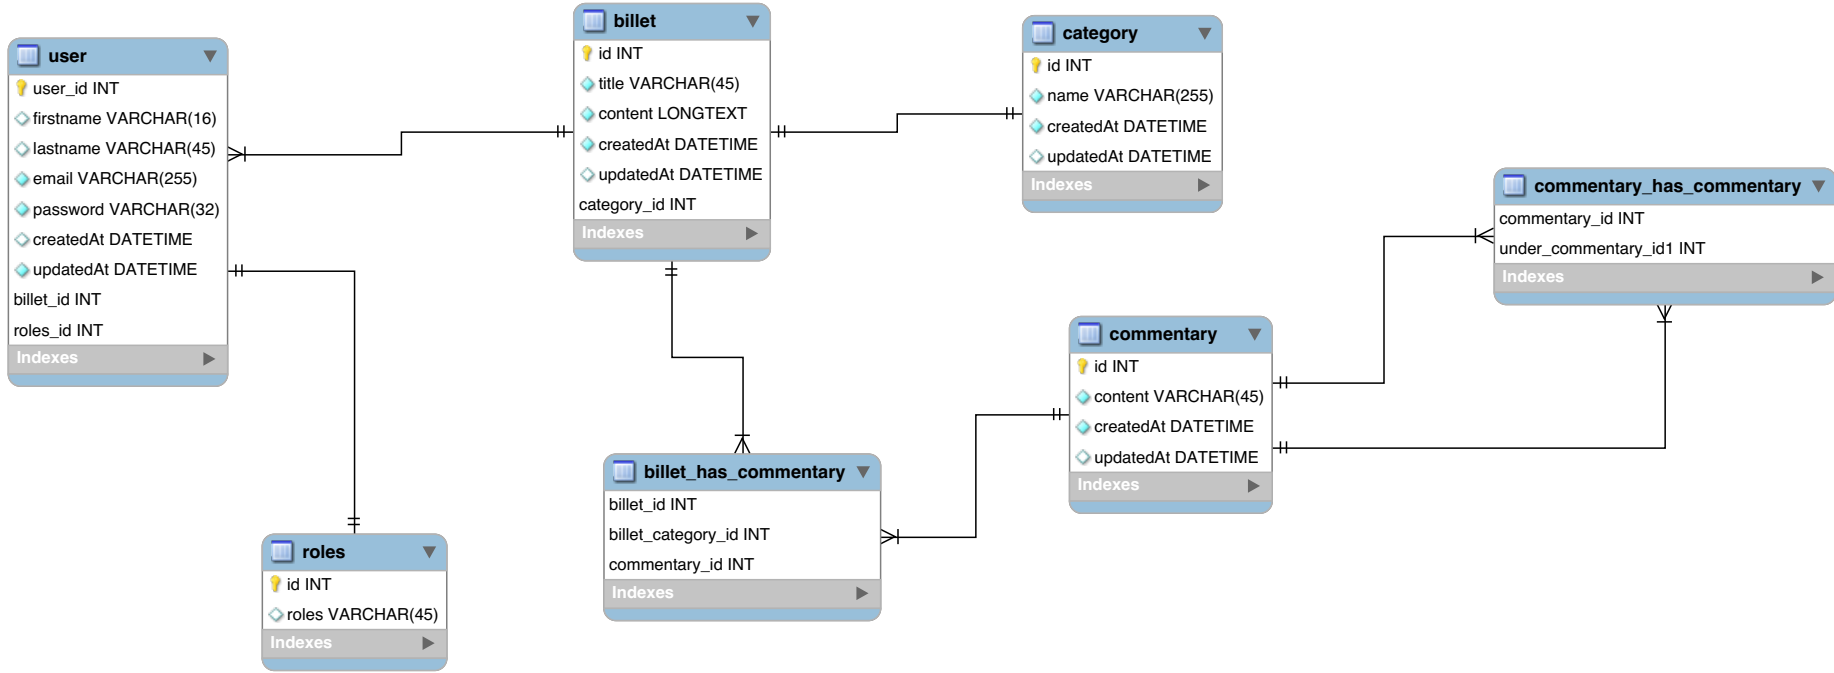 user
user_id INT
firstname VARCHAR(16)
lastname VARCHAR(45)
email VARCHAR(255)
password VARCHAR(32)
createdAt DATETIME
updatedAt DATETIME
billet_id INT
roles_id INT
Indexes
billet
id INT
title VARCHAR(45)
content LONGTEXT
createdAt DATETIME
updatedAt DATETIME
category_id INT
Indexes
category
id INT
name VARCHAR(255)
createdAt DATETIME
updatedAt DATETIME
Indexes
commentary_has_commentary
commentary_id INT
under_commentary_id1 INT
Indexes
commentary
id INT
content VARCHAR(45)
createdAt DATETIME
updatedAt DATETIME
Indexes
billet_has_commentary
billet_id INT
billet_category_id INT
commentary_id INT
Indexes
roles
id INT
roles VARCHAR(45)
Indexes